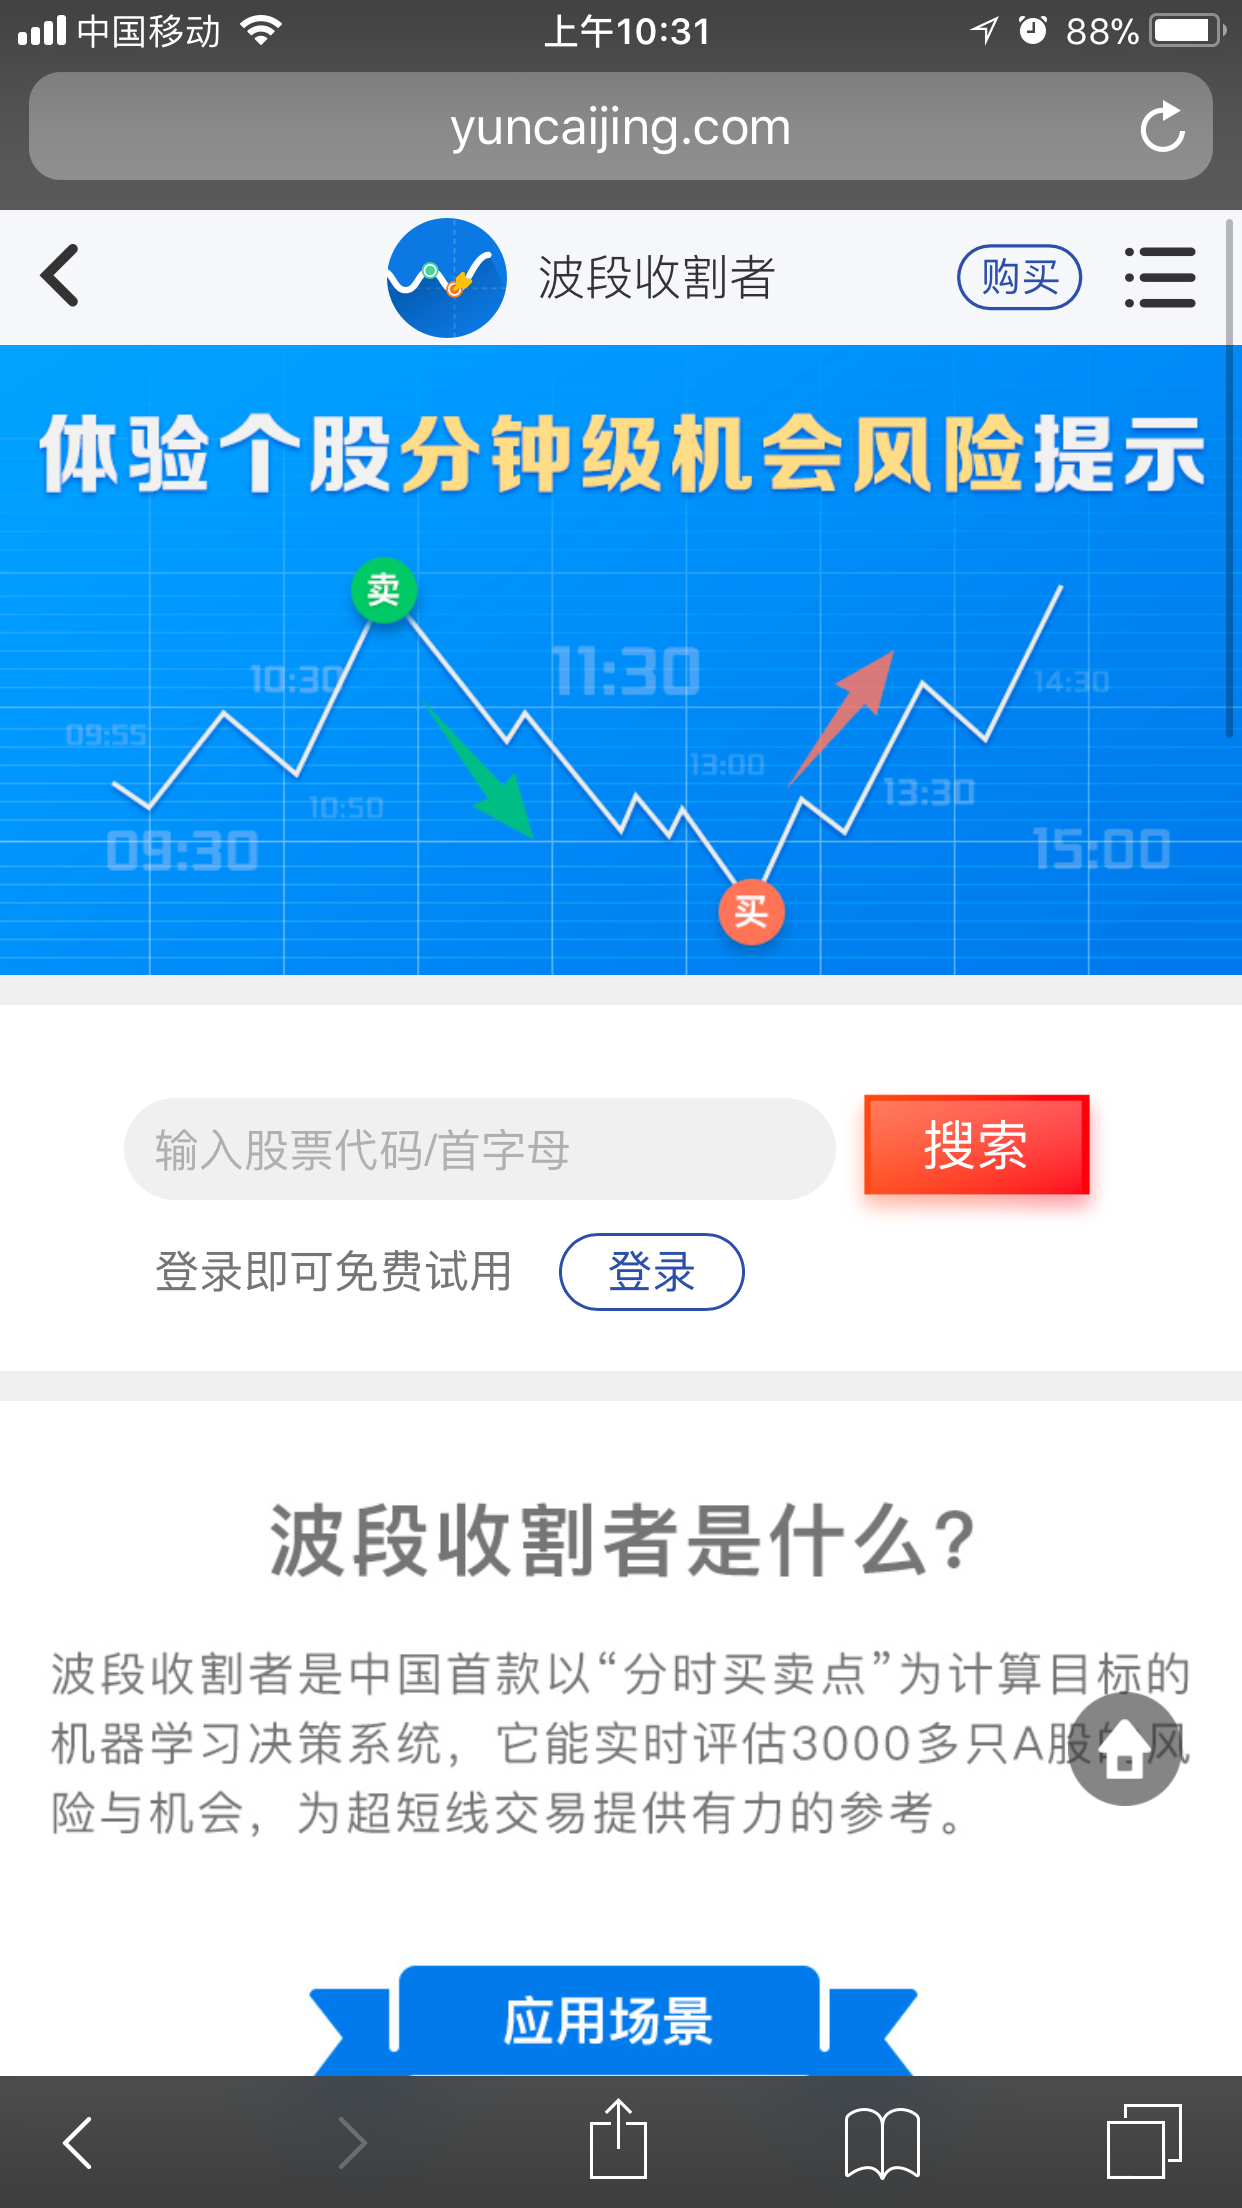 中国移动
上午10:31
88%
yuncaijing.com
波段收割者
购买
体验个股分钟级机会风险提示
卖
10:30
11:30
14:30
09:55
13:00
10:50
13:30
09:30
15:00
买
输入股票代码/首字母
搜索
登录即可免费试用
登录
波段收割者是什么?
波段收割者是中国首款以“分时买卖点”为计算目标的
机器学习决策系统，它能实时评估3000多只A股的风
险与机会，为超短线交易提供有力的参考。
应用场景